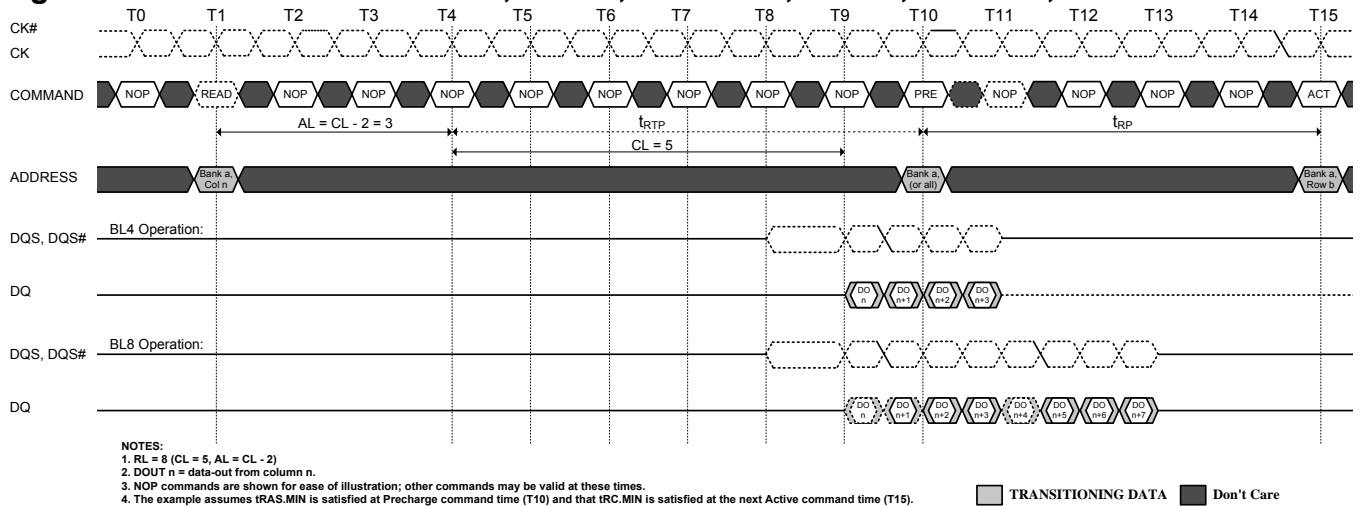 T0 T1 T2 T3 T4 T5 T6 T7 T8 T9 T10 T11 T12 T13 T14 T15
CK#
CK
COMMAND NOP READ NOP NOP NOP NOP NOP NOP NOP NOP PRE NOP NOP NOP NOP ACT
AL = CL - 2 = 3 tRTP tRP
CL = 5
ADDRESS Bank a, Col n Bank a, (or all) Bank a, Row b
BL4 Operation:
DQS, DQS#
DQ DO n DO n+1 DO n+2 DO n+3
BL8 Operation:
DQS, DQS#
DQ DO n DO n+1 DO n+2 DO n+3 DO n+4 DO n+5 DO n+6 DO n+7
NOTES:
1. RL = 8 (CL = 5, AL = CL - 2)
2. DOUT n = data-out from column n.
3. NOP commands are shown for ease of illustration; other commands may be valid at these times.
4. The example assumes tRAS.MIN is satisfied at Precharge command time (T10) and that tRC.MIN is satisfied at the next Active command time (T15).
TRANSITIONING DATA Don't Care